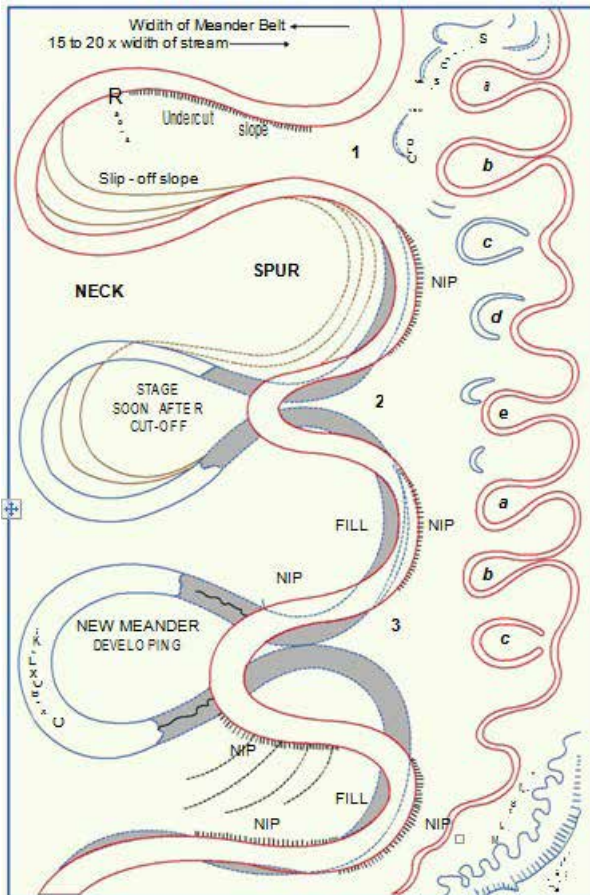 Widith of Meander Belt
15 to 20 x width of stream
S
a
R
Undercut
slope
1
b
Slip - off slope
c
SPUR
NIP
NECK
d
STAGE
SOON AFTER
CUT-OFF
2
e
a
FILL
NIP
NIP
b
NEW MEANDER
DEVELOPING
3
c
NIP
FILL
NIP
NIP